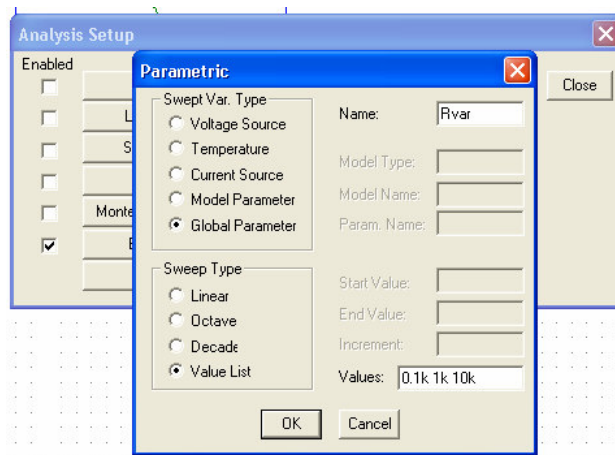 Analysis Setup
Enabled
Close
Parametric
Swept Var. Type
Voltage Source
Temperature
Current Source
Model Parameter
Global Parameter
Name: Rvar
Model Type:
Model Name:
Param. Name:
Sweep Type
Linear
Octave
Decade
Value List
Start Value:
End Value:
Increment:
Values: 0.1k 1k 10k
OK
Cancel
L
S
Monte